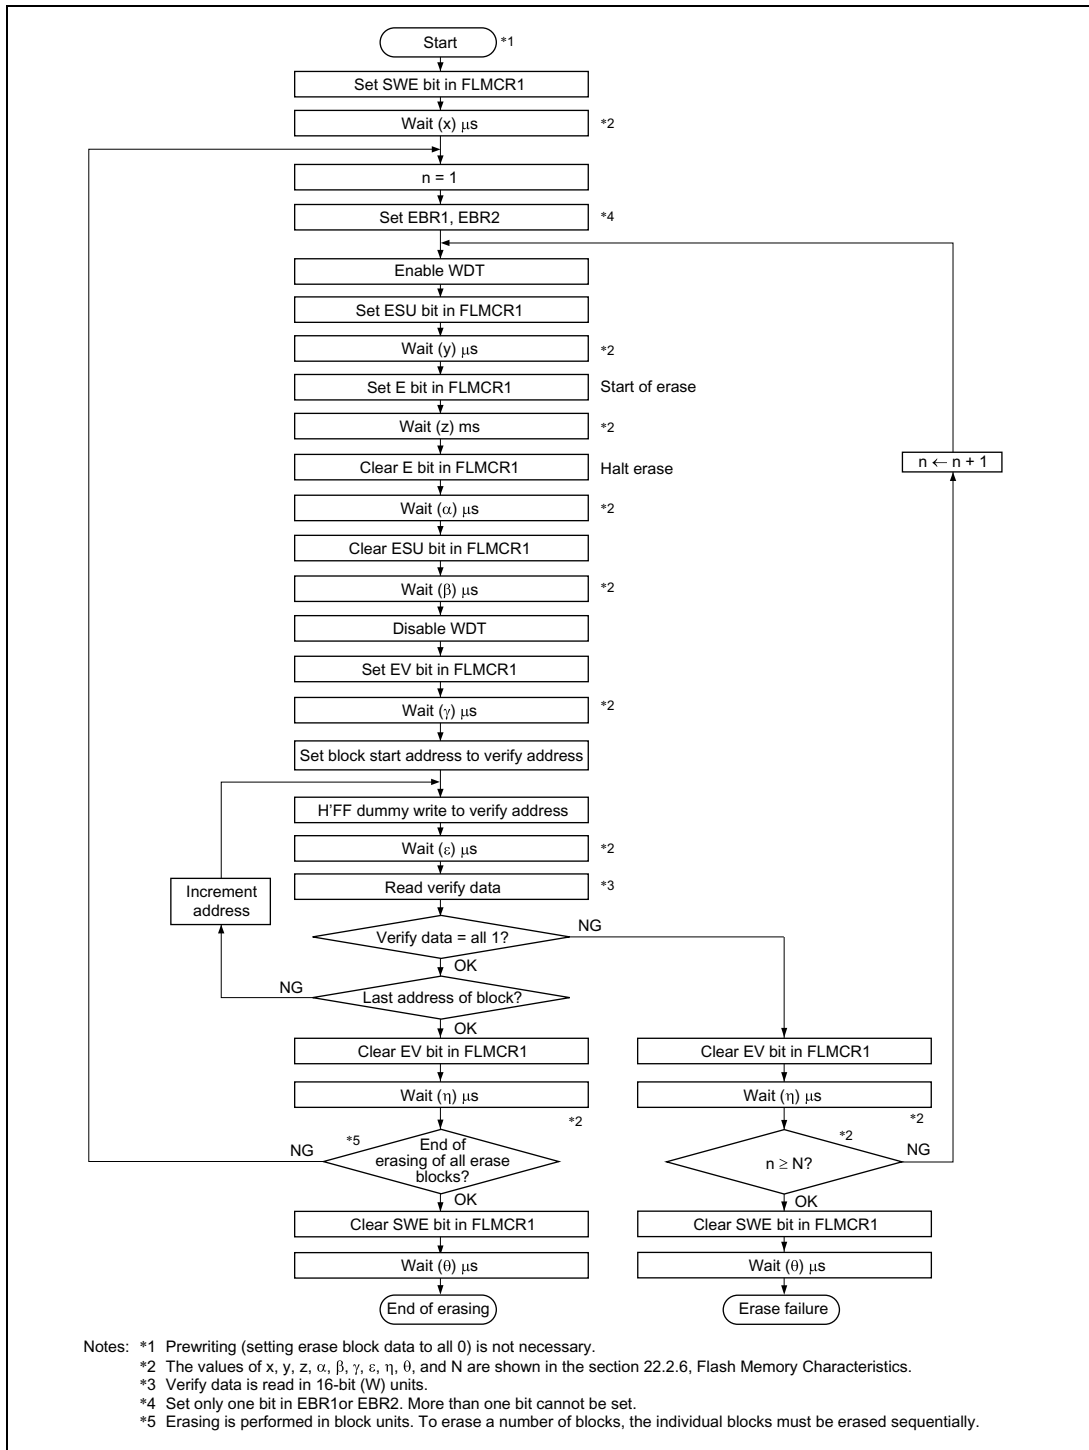 Start *1
Set SWE bit in FLMCR1
Wait (x) μs *2
n = 1
Set EBR1, EBR2 *4
Enable WDT
Set ESU bit in FLMCR1
Wait (y) μs *2
Set E bit in FLMCR1 Start of erase
Wait (z) ms *2
n ← n + 1
Clear E bit in FLMCR1 Halt erase
Wait (α) μs *2
Clear ESU bit in FLMCR1
Wait (β) μs *2
Disable WDT
Set EV bit in FLMCR1
Wait (γ) μs *2
Set block start address to verify address
H'FF dummy write to verify address
Wait (ε) μs *2
Read verify data *3
Increment
address
Verify data = all 1? NG
OK
NG Last address of block?
OK
Clear EV bit in FLMCR1
Wait (η) μs
*2
NG *5 End of
erasing of all erase
blocks?
OK
Clear SWE bit in FLMCR1
Wait (θ) μs
End of erasing
Clear EV bit in FLMCR1
Wait (η) μs
*2
*2
n ≥ N? NG
OK
Clear SWE bit in FLMCR1
Wait (θ) μs
Erase failure
Notes: *1 Prewriting (setting erase block data to all 0) is not necessary.
*2 The values of x, y, z, α, β, γ, ε, η, θ, and N are shown in the section 22.2.6, Flash Memory Characteristics.
*3 Verify data is read in 16-bit (W) units.
*4 Set only one bit in EBR1or EBR2. More than one bit cannot be set.
*5 Erasing is performed in block units. To erase a number of blocks, the individual blocks must be erased sequentially.